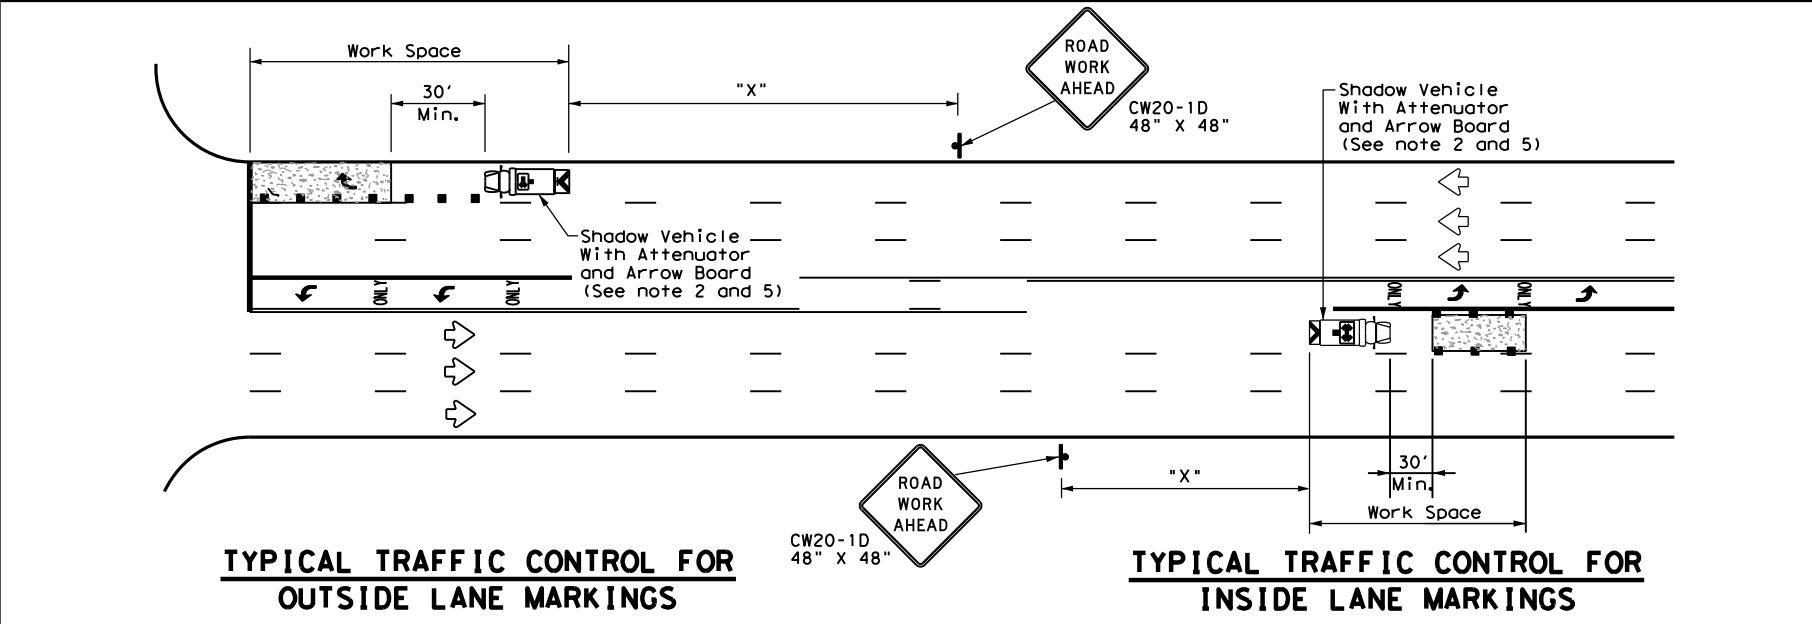 Work Space
30'
Min.
"X"
ROAD
WORK
AHEAD
CW20-1D
48" X 48"
Shadow Vehicle
With Attenuator
and Arrow Board
(See note 2 and 5)
Shadow Vehicle
With Attenuator
and Arrow Board
(See note 2 and 5)
ONLY
ONLY
ONLY
ONLY
ROAD
WORK
AHEAD
CW20-1D
48" X 48"
"X"
30'
Min.
Work Space
TYPICAL TRAFFIC CONTROL FOR
OUTSIDE LANE MARKINGS
TYPICAL TRAFFIC CONTROL FOR
INSIDE LANE MARKINGS